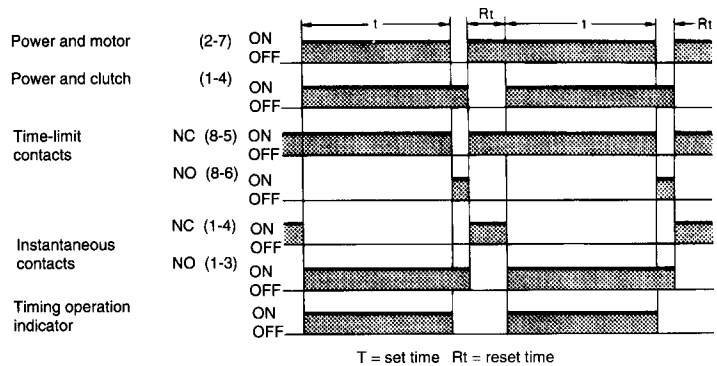 t Rt t Rt
Power and motor (2-7) ON
OFF
Power and clutch (1-4) ON
OFF
Time-limit contacts NC (8-5) ON
OFF
NO (8-6) ON
OFF
Instantaneous contacts NC (1-4) ON
OFF
NO (1-3) ON
OFF
Timing operation indicator ON
OFF
T = set time Rt = reset time